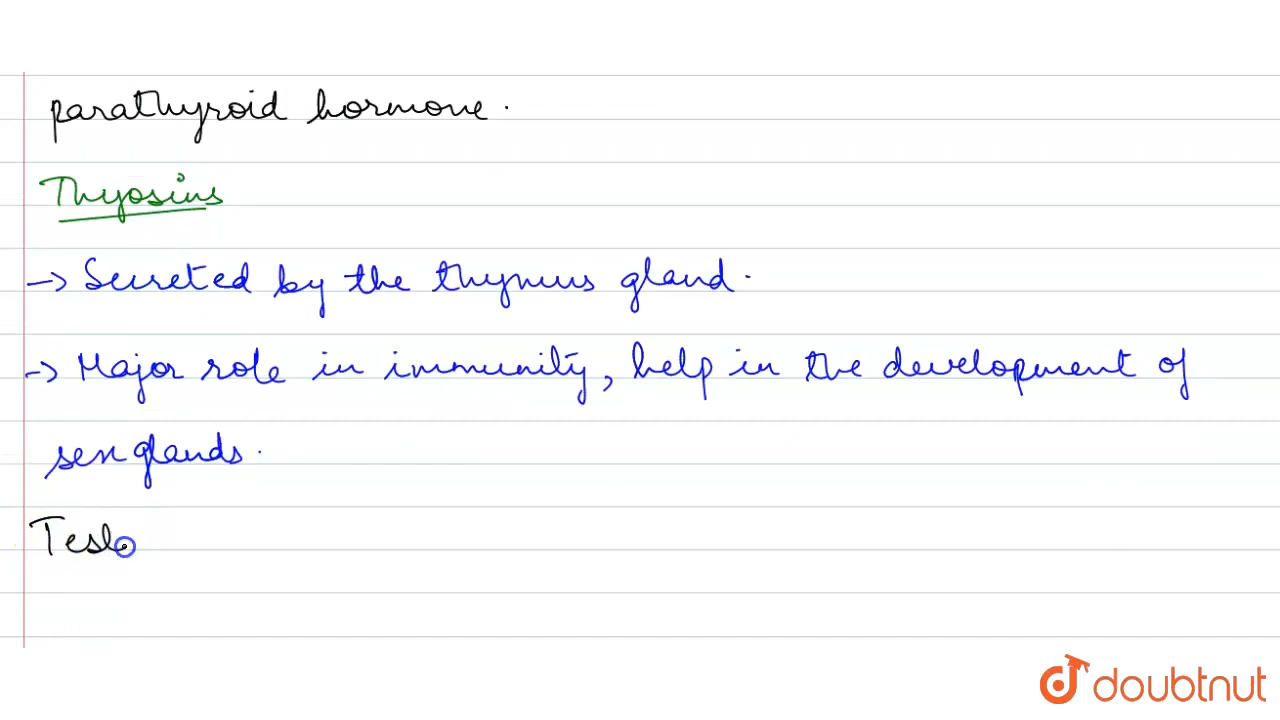 parathyroid hormone.
Thyosins
-> Secreted by the thymus gland.
-> Major role in immunity, help in the development of
sex glands.
Test
doubtnut